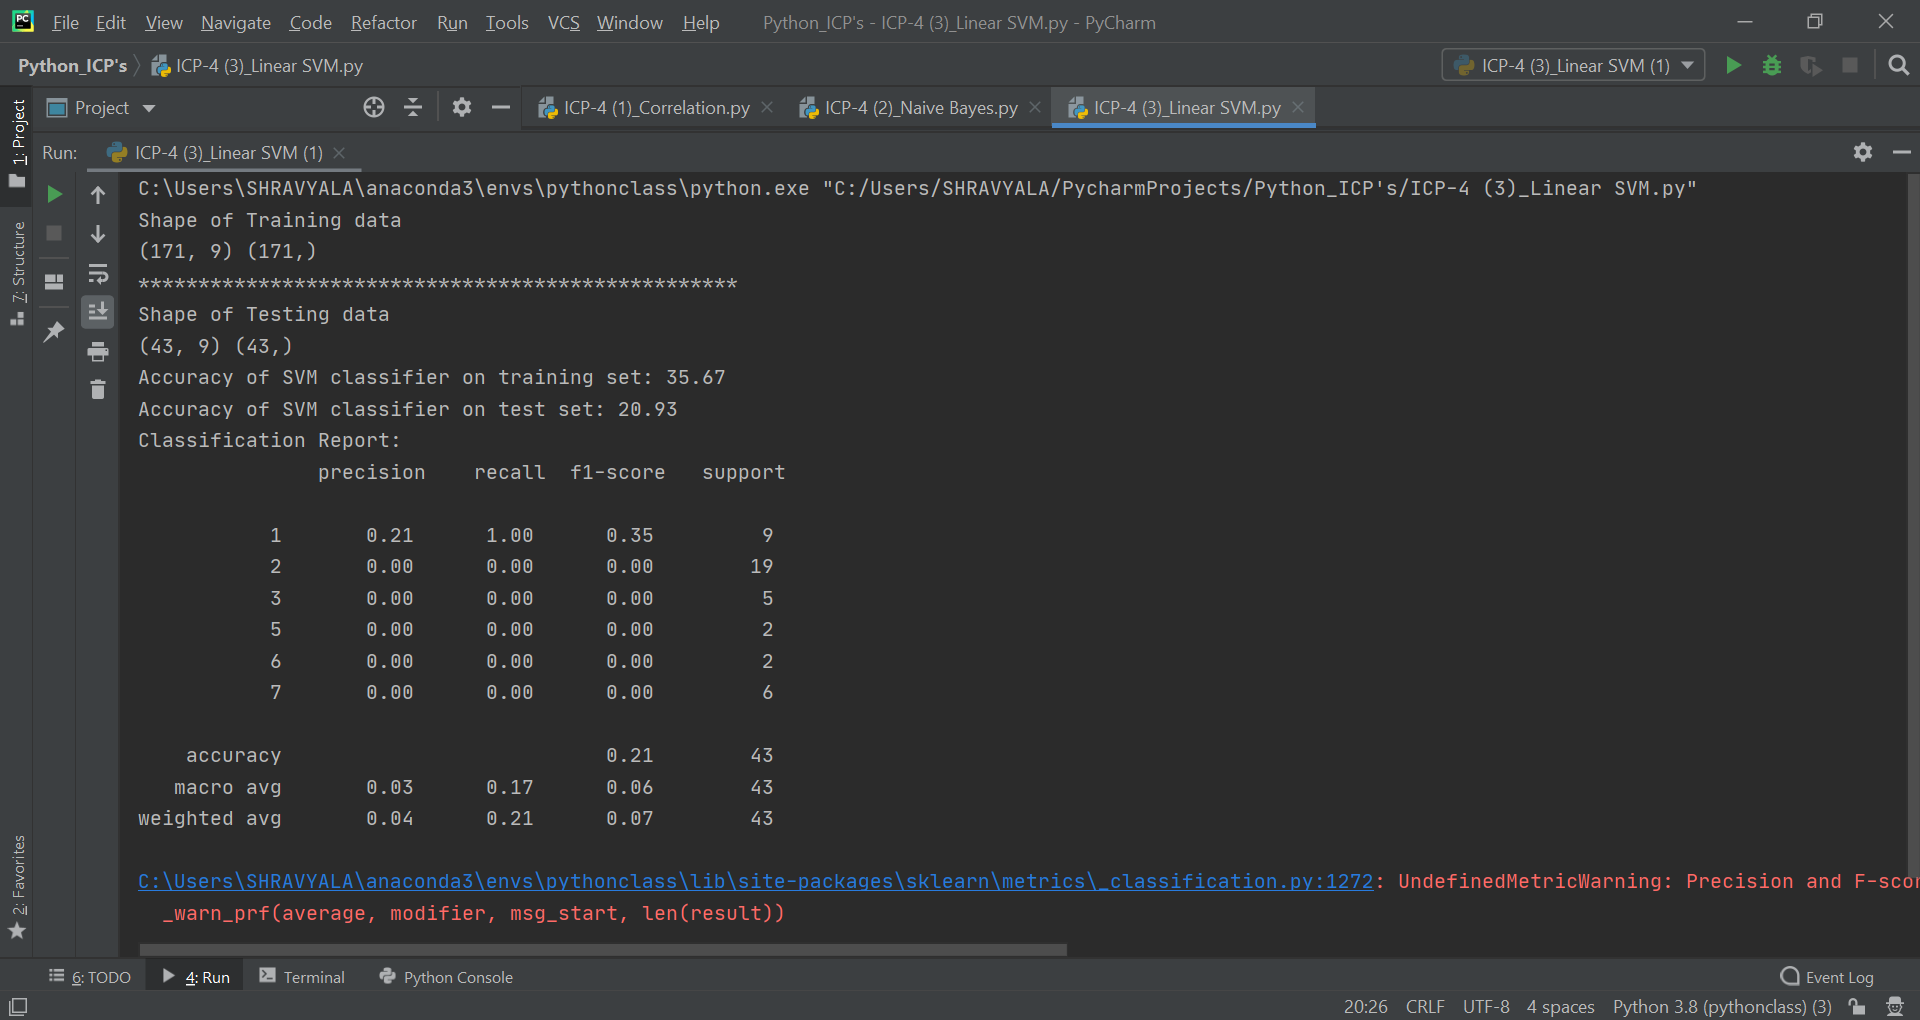 PC File Edit View Navigate Code Refactor Run Tools VCS Window Help Python_ICP's - ICP-4 (3)_Linear SVM.py - PyCharm
Python_ICP's ICP-4 (3)_Linear SVM.py ICP-4 (3)_Linear SVM (1)
Project ICP-4 (1)_Correlation.py ICP-4 (2)_Naive Bayes.py ICP-4 (3)_Linear SVM.py
1: Project
7: Structure
2: Favorites
Run: ICP-4 (3)_Linear SVM (1)
C:\Users\SHRAVYALA\anaconda3\envs\pythonclass\python.exe "C:/Users/SHRAVYALA/PycharmProjects/Python_ICP's/ICP-4 (3)_Linear SVM.py"
Shape of Training data
(171, 9) (171,)
**************************************************
Shape of Testing data
(43, 9) (43,)
Accuracy of SVM classifier on training set: 35.67
Accuracy of SVM classifier on test set: 20.93
Classification Report:
precision recall f1-score support
1 0.21 1.00 0.35 9
2 0.00 0.00 0.00 19
3 0.00 0.00 0.00 5
5 0.00 0.00 0.00 2
6 0.00 0.00 0.00 2
7 0.00 0.00 0.00 6
accuracy 0.21 43
macro avg 0.03 0.17 0.06 43
weighted avg 0.04 0.21 0.07 43
C:\Users\SHRAVYALA\anaconda3\envs\pythonclass\lib\site-packages\sklearn\metrics\_classification.py:1272: UndefinedMetricWarning: Precision and F-scor
_warn_prf(average, modifier, msg_start, len(result))
6: TODO 4: Run Terminal Python Console Event Log
20:26 CRLF UTF-8 4 spaces Python 3.8 (pythonclass) (3)